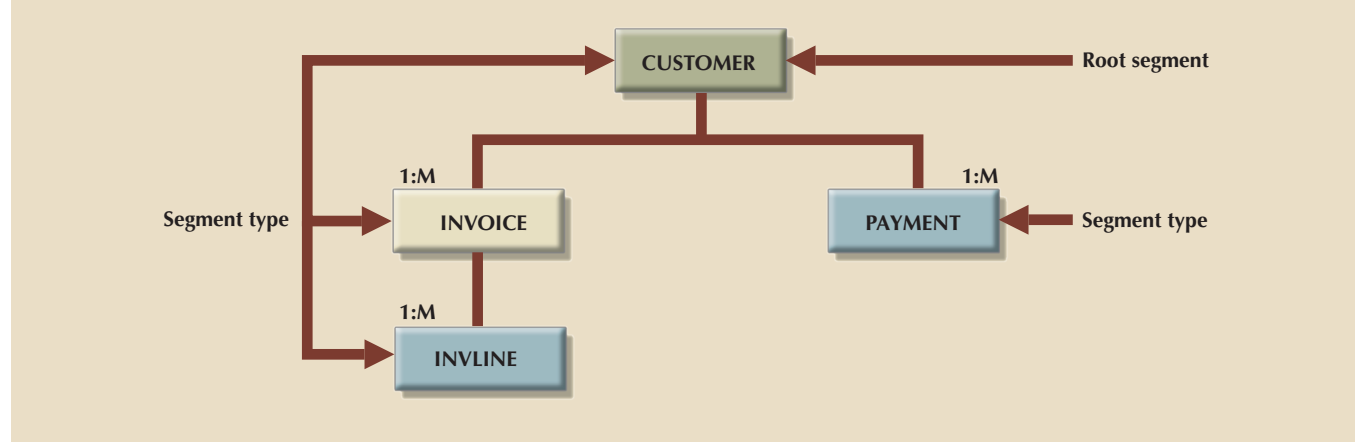 CUSTOMER
Root segment
1:M
1:M
Segment type
INVOICE
PAYMENT
Segment type
1:M
INVLINE